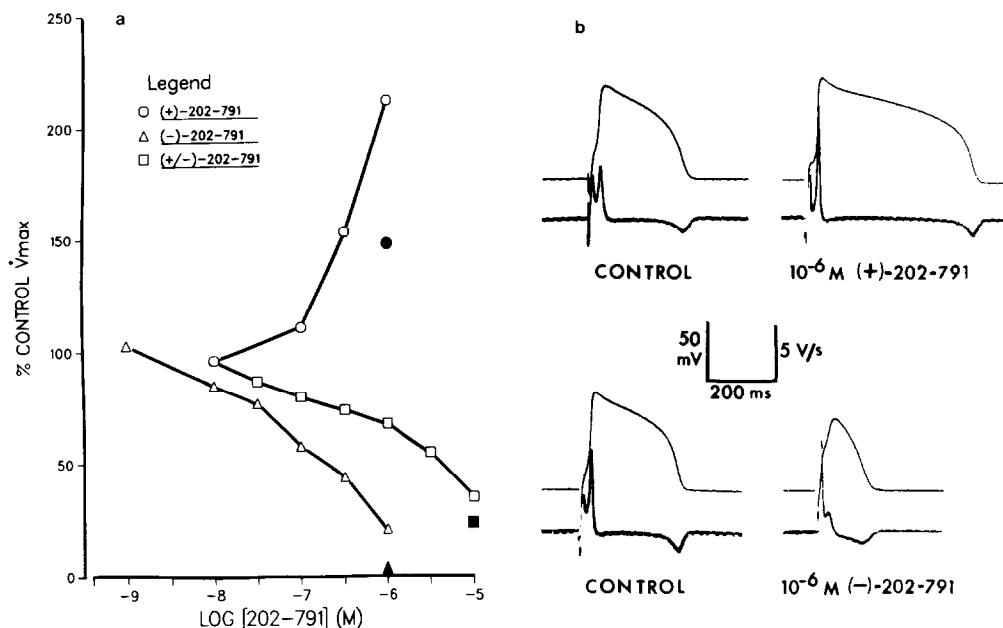 a
Legend
(+)-202-791
(-)-202-791
(+/-)-202-791
% CONTROL V̇max
250
200
150
100
50
0
-9
-8
-7
-6
-5
LOG [202-791] (M)
b
CONTROL
10⁻⁶ M (+)-202-791
50 mV
5 V/s
200 ms
CONTROL
10⁻⁶ M (−)-202-791